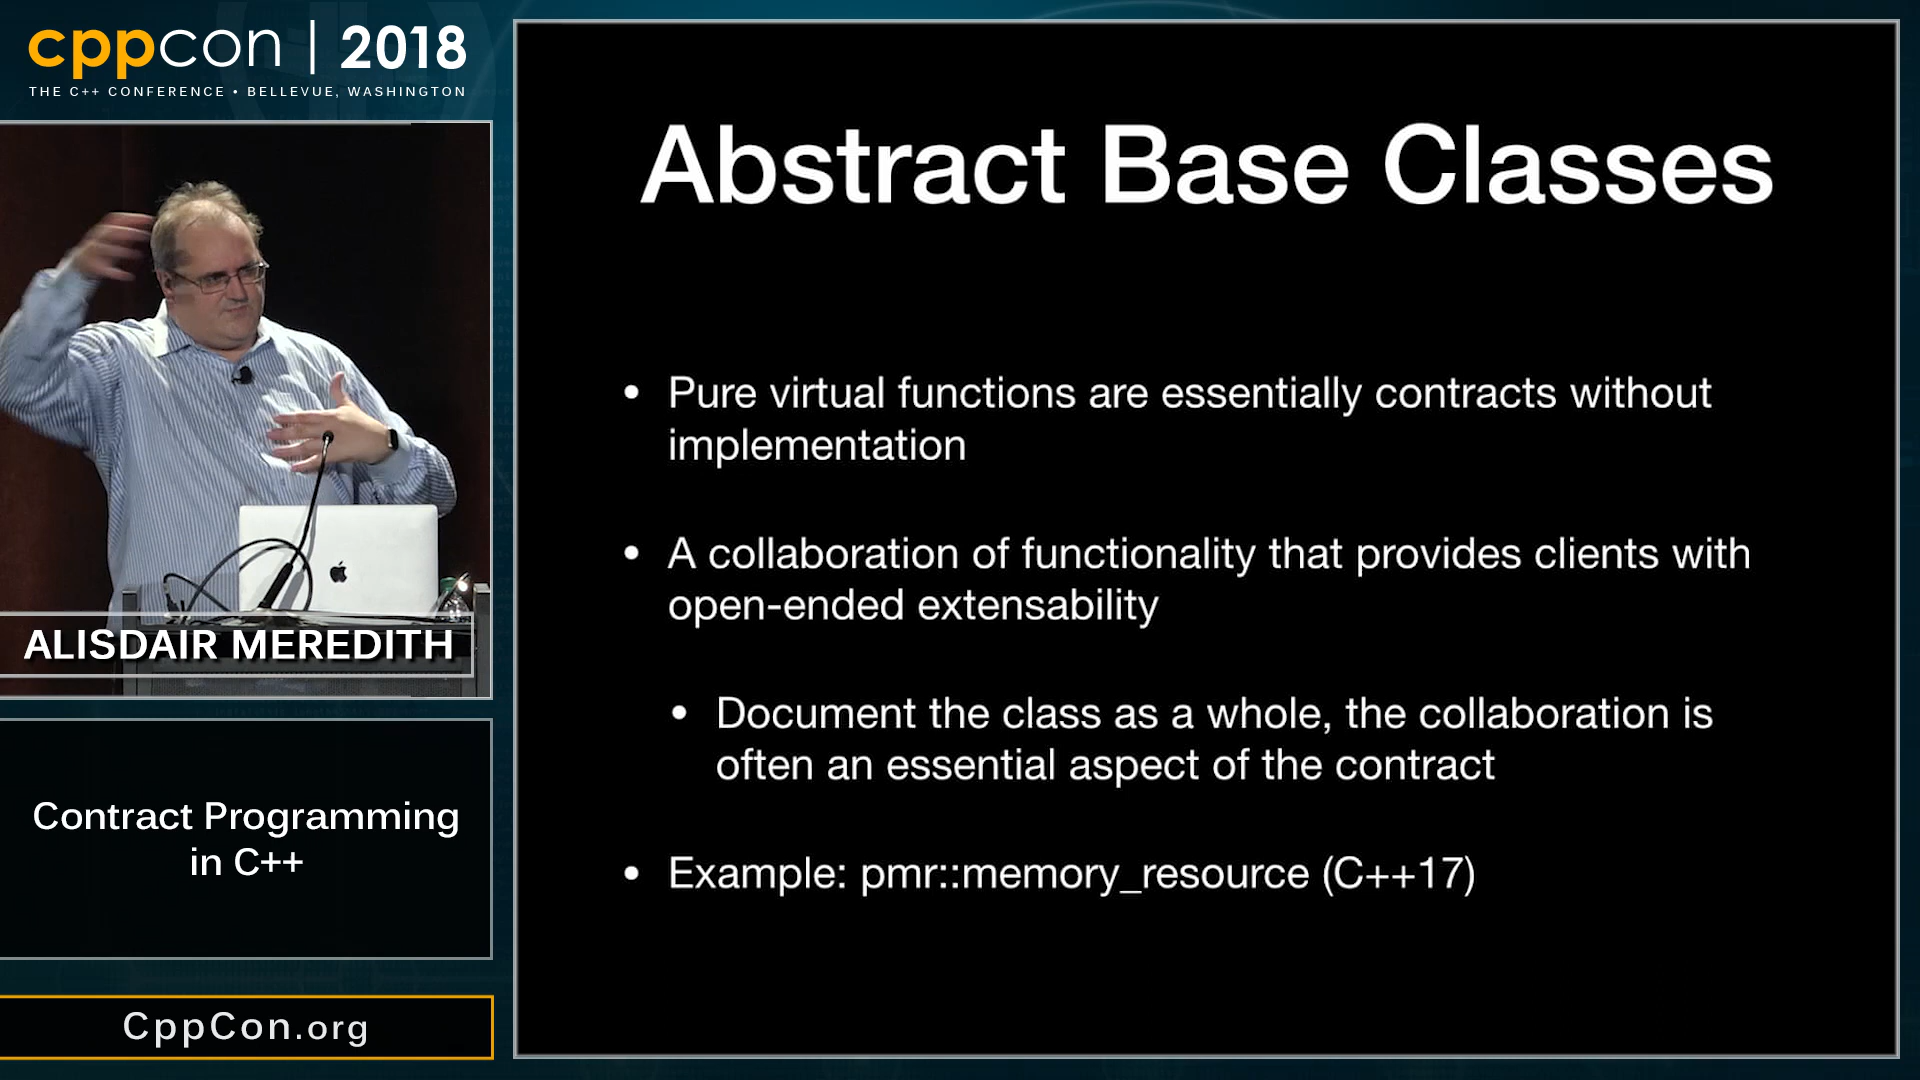 cppcon | 2018
THE C++ CONFERENCE • BELLEVUE, WASHINGTON
ALISDAIR MEREDITH
Contract Programming
in C++
CppCon.org
Abstract Base Classes
• Pure virtual functions are essentially contracts without
implementation
• A collaboration of functionality that provides clients with
open-ended extensability
• Document the class as a whole, the collaboration is
often an essential aspect of the contract
• Example: pmr::memory_resource (C++17)